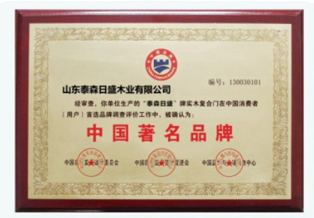 编号：130030101
山东泰森日盛木业有限公司
经审查，你单位生产的“泰森日盛”牌实木复合门在中国消费者
（用户）首选品牌调查评价工作中，被确认为：
中国著名品牌